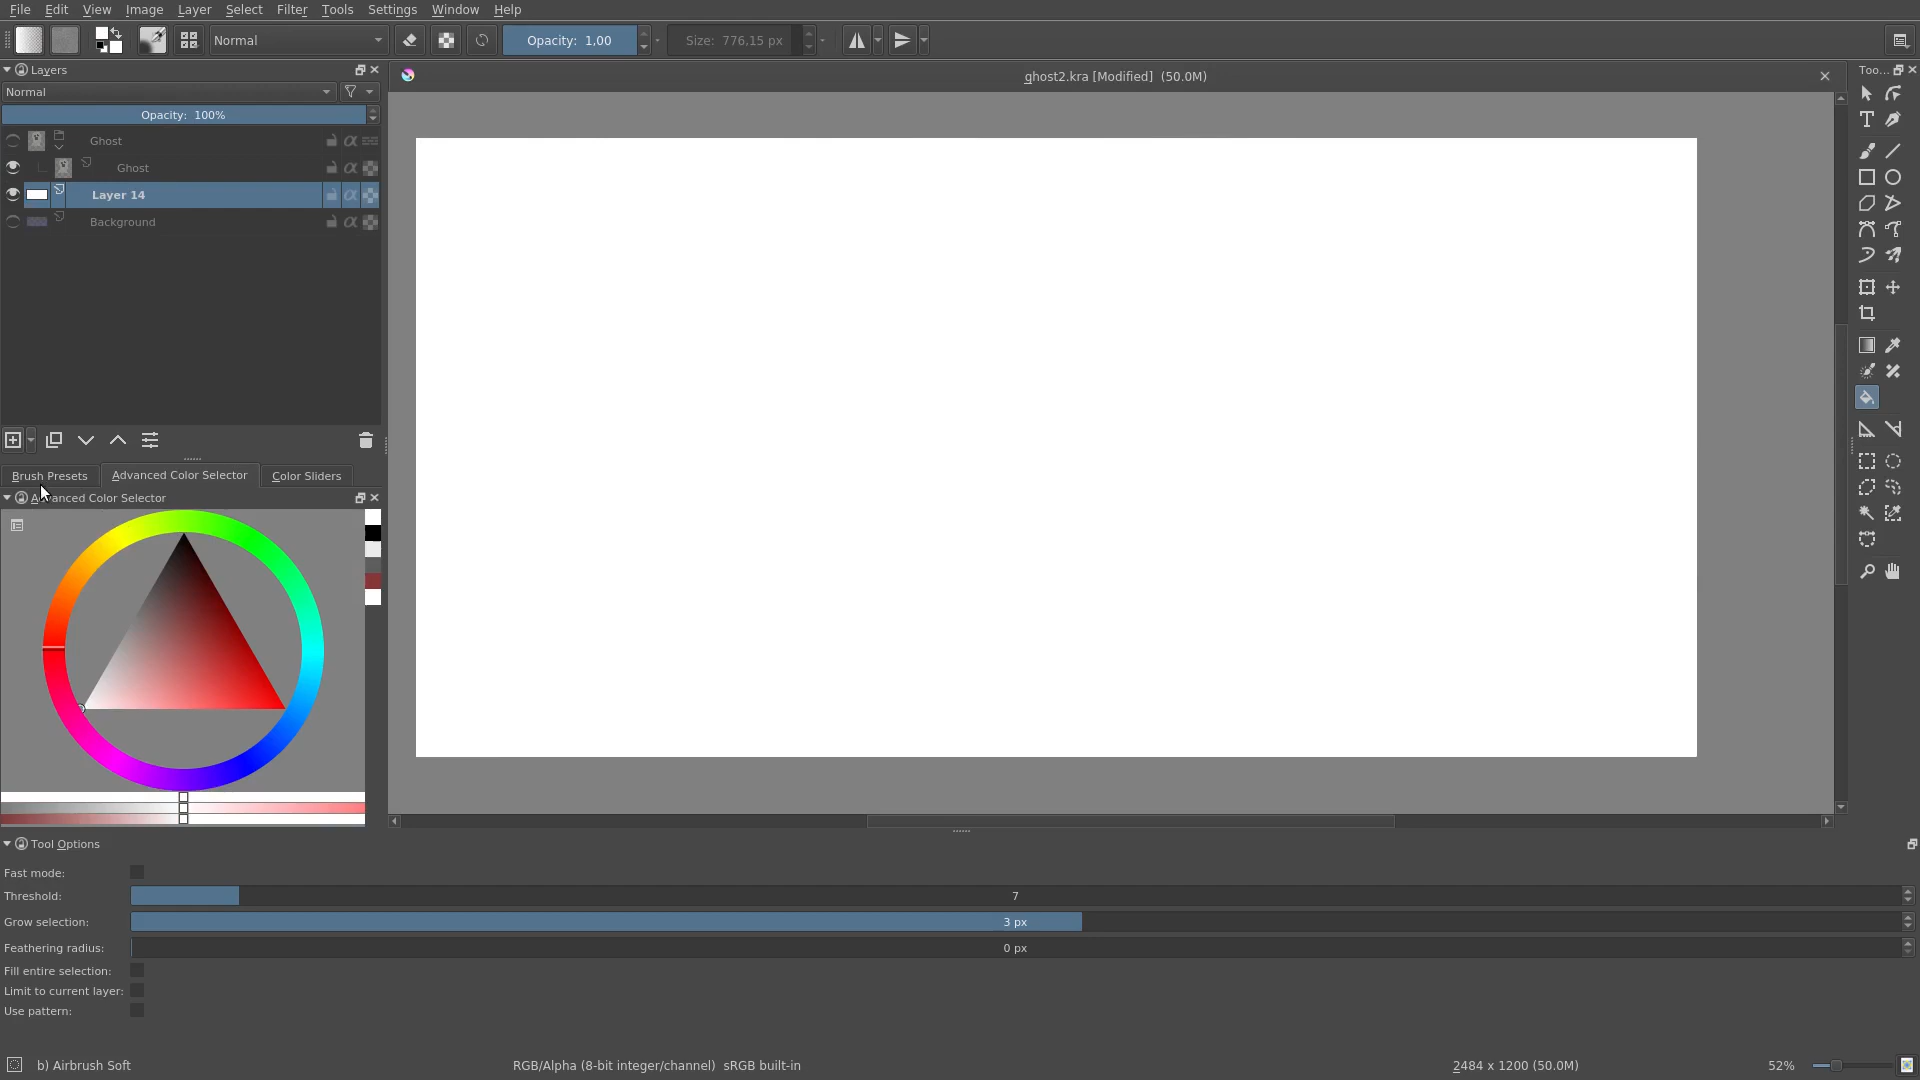 File Edit View Image Layer Select Filter Tools Settings Window Help
Normal Opacity: 1,00 Size: 776,15 px
Layers
Normal
Opacity: 100%
Ghost
Ghost
Layer 14
Background
Brush Presets Advanced Color Selector Color Sliders
Advanced Color Selector
ghost2.kra [Modified] (50.0M)
Too...
Tool Options
Fast mode:
Threshold: 7
Grow selection: 3 px
Feathering radius: 0 px
Fill entire selection:
Limit to current layer:
Use pattern:
b) Airbrush Soft RGB/Alpha (8-bit integer/channel) sRGB built-in 2484 x 1200 (50.0M) 52%